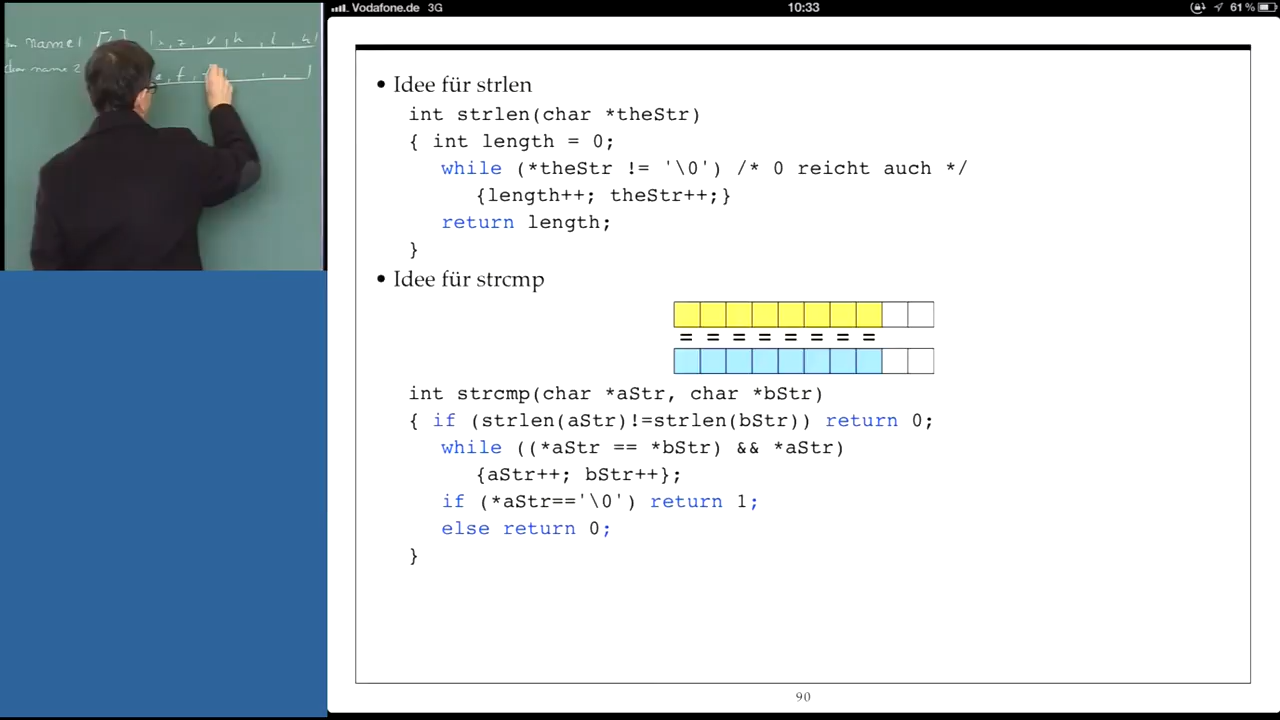 Vodafone.de 3G 10:33 61 %
name1
name 2
• Idee für strlen
int strlen(char *theStr)
{ int length = 0;
while (*theStr != '\0') /* 0 reicht auch */
{length++; theStr++;}
return length;
}
• Idee für strcmp
= = = = = = = =
int strcmp(char *aStr, char *bStr)
{ if (strlen(aStr)!=strlen(bStr)) return 0;
while ((*aStr == *bStr) && *aStr)
{aStr++; bStr++};
if (*aStr=='\0') return 1;
else return 0;
}
90